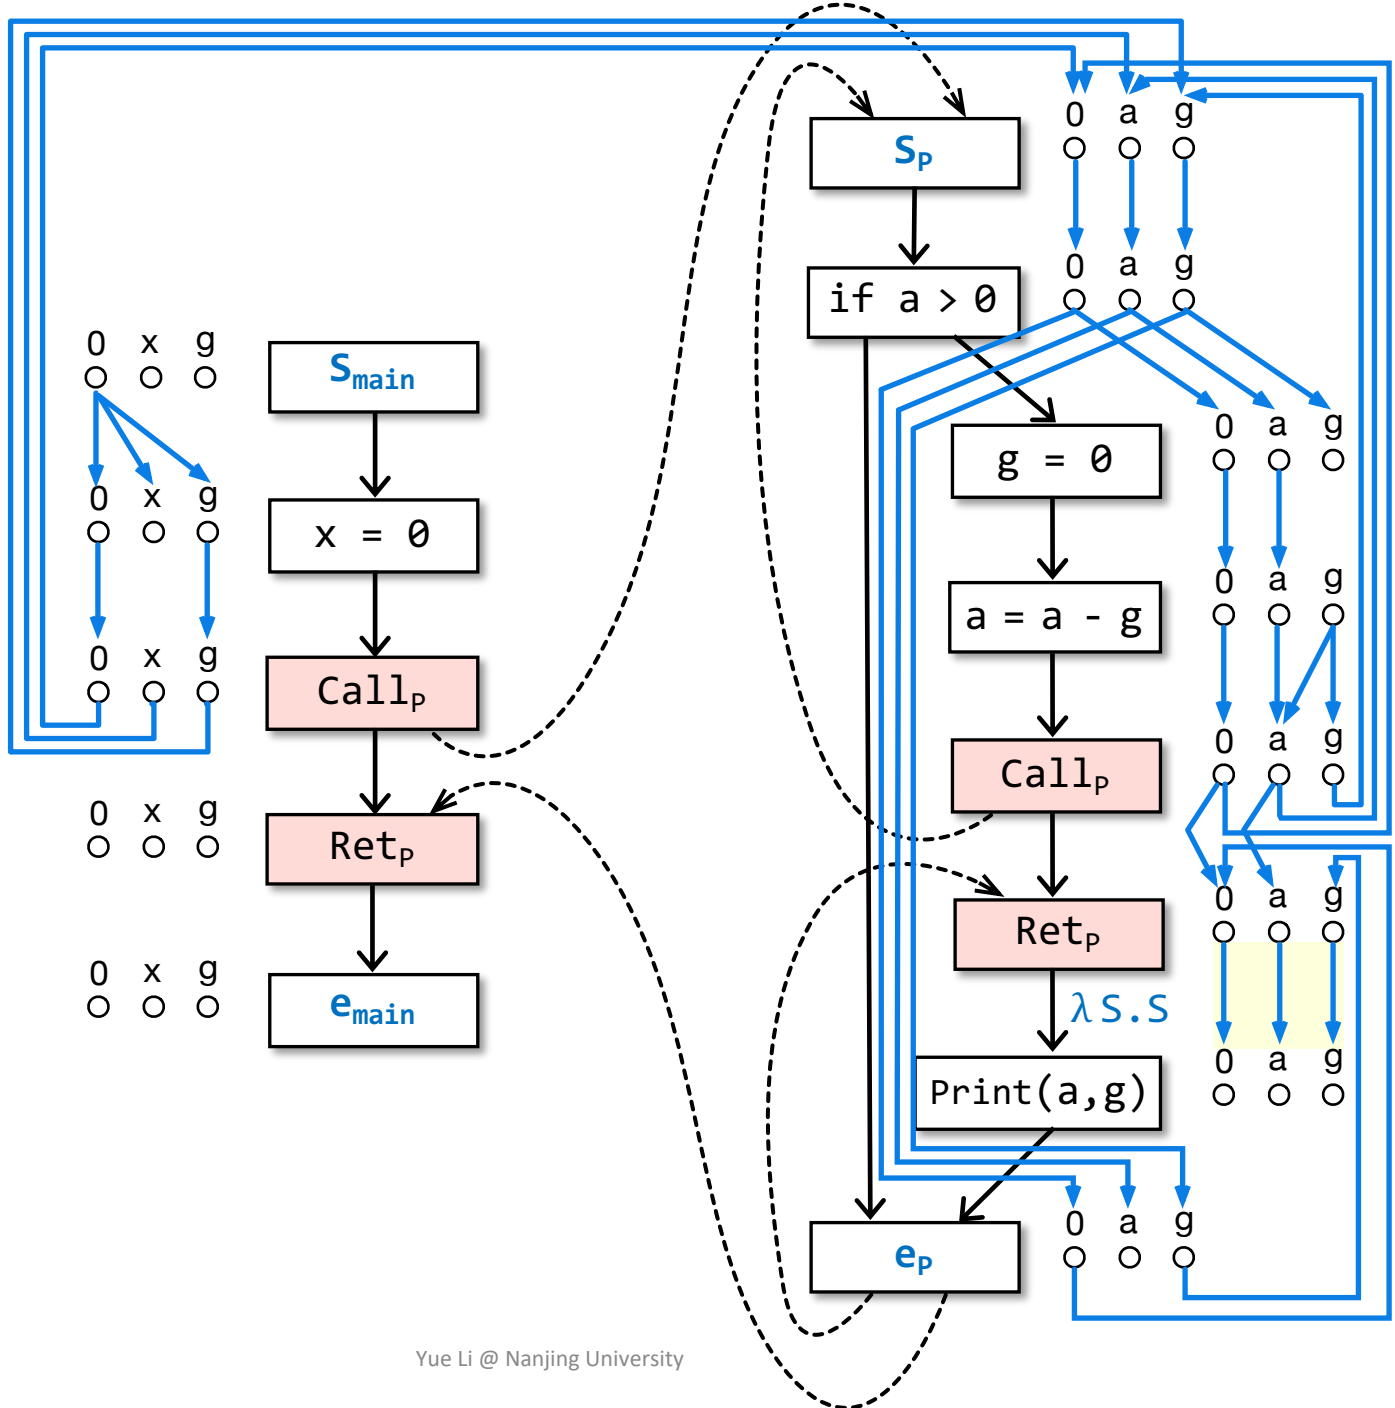 0 a g
S_P
0 a g
if a > 0
0 x g
S_main
0 a g
g = 0
0 x g
x = 0
0 a g
a = a - g
0 x g
Call_P
0 a g
Call_P
0 x g
Ret_P
0 a g
Ret_P
0 x g
e_main
λS.S
0 a g
Print(a,g)
0 a g
e_P
Yue Li @ Nanjing University